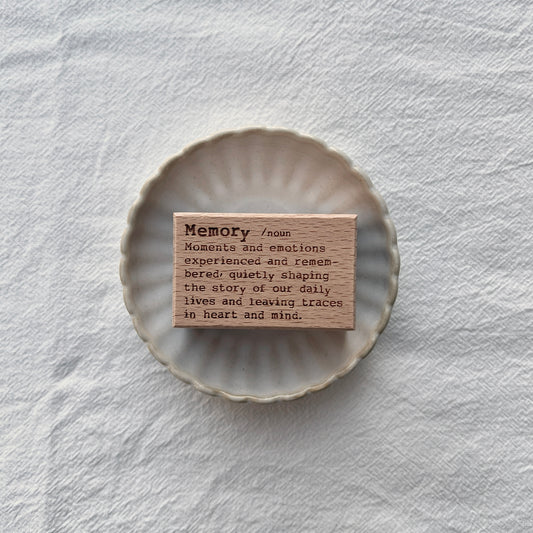 Memory /noun
Moments and emotions
experienced and remem-
bered, quietly shaping
the story of our daily
lives and leaving traces
in heart and mind.